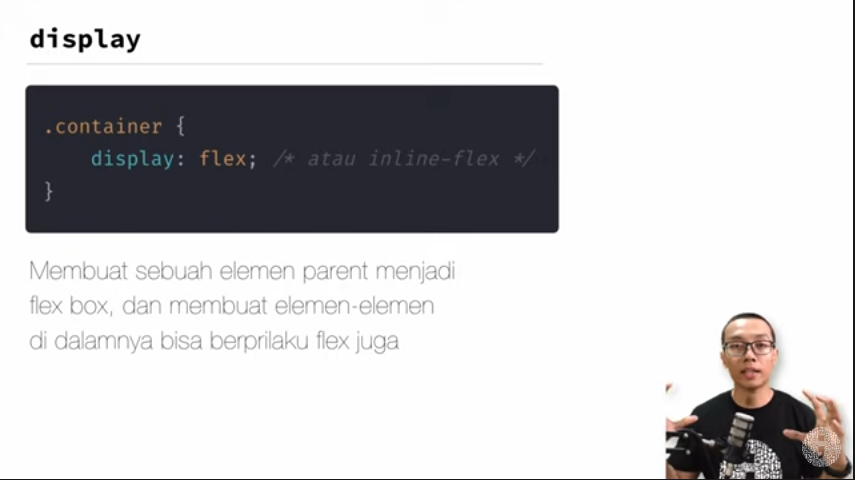 display
.container {
display: flex; /* atau inline-flex */
}
Membuat sebuah elemen parent menjadi
flex box, dan membuat elemen-elemen
di dalamnya bisa berprilaku flex juga